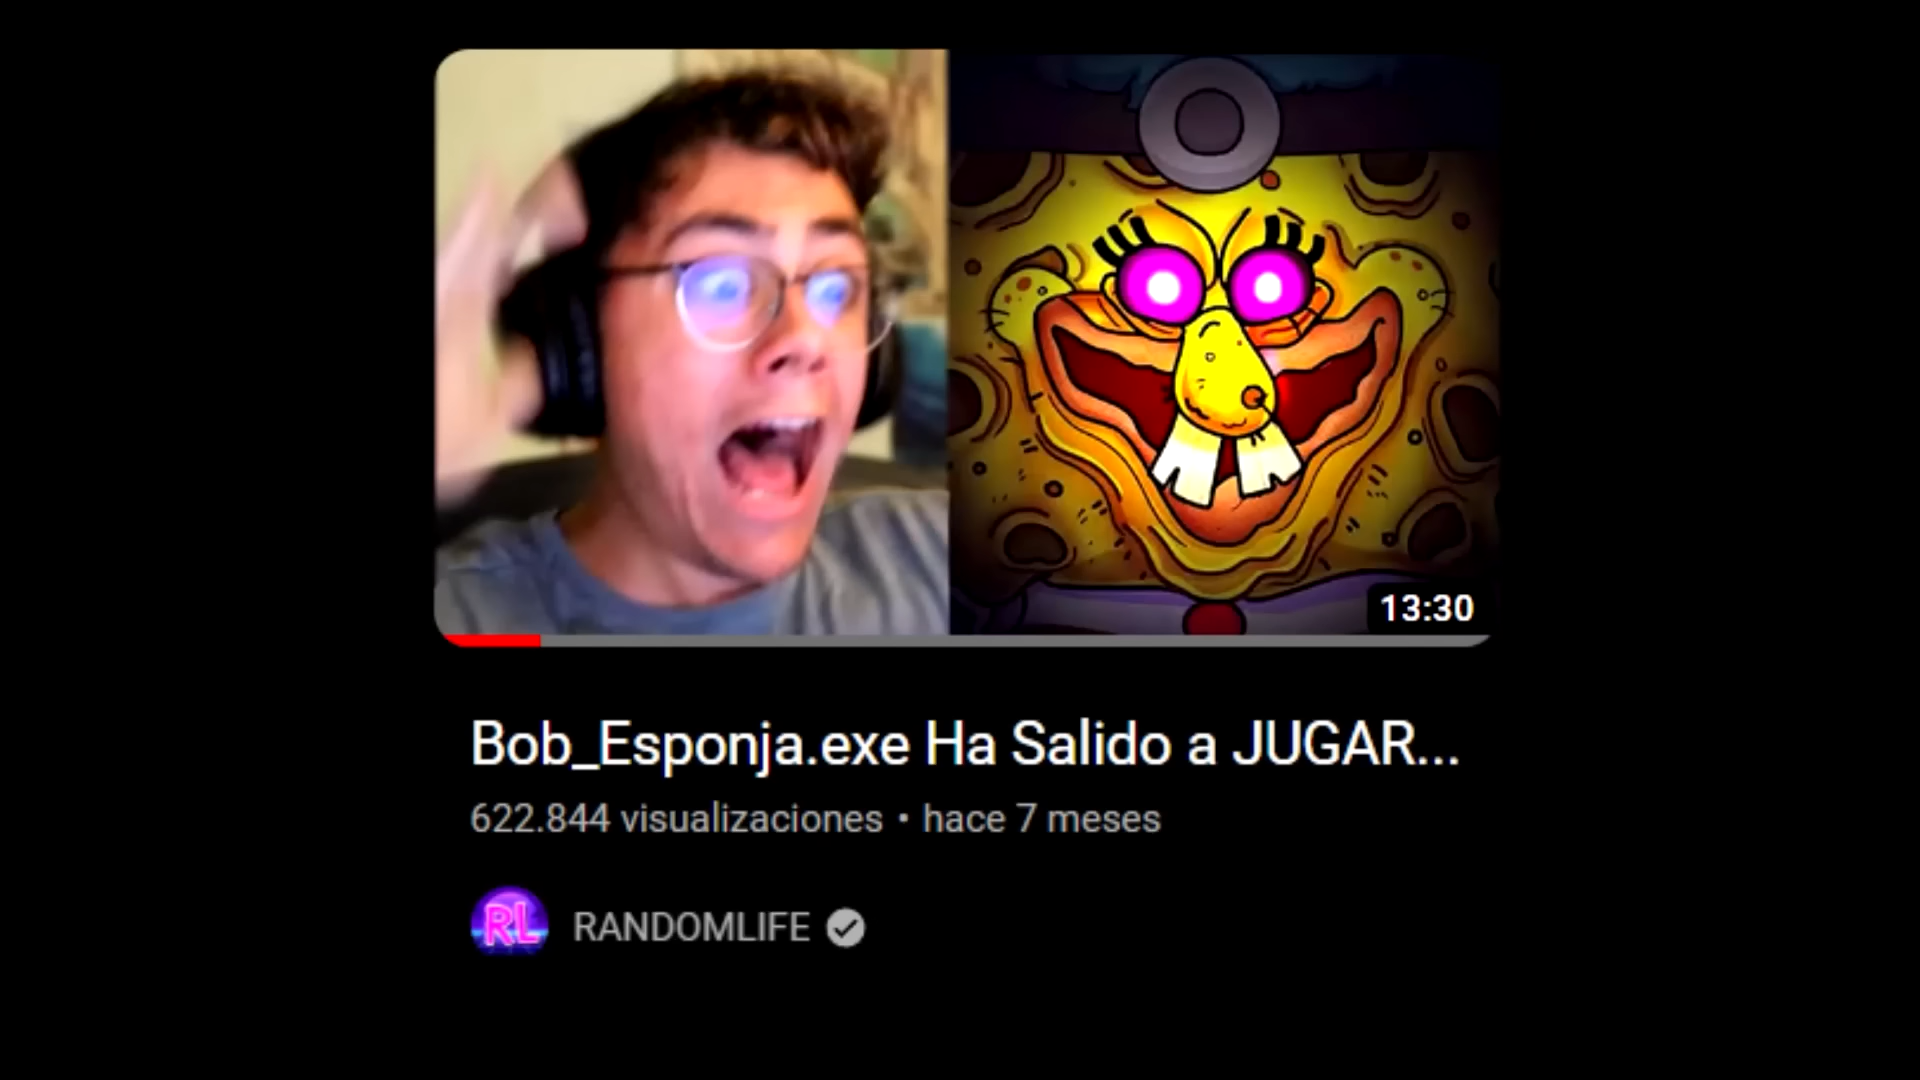 13:30
Bob_Esponja.exe Ha Salido a JUGAR...
622.844 visualizaciones • hace 7 meses
RL
RANDOMLIFE